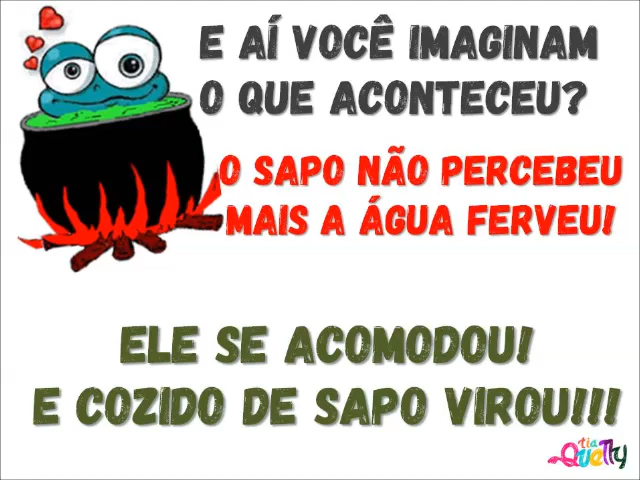 E AÍ VOCÊ IMAGINAM
O QUE ACONTECEU?
O SAPO NÃO PERCEBEU
MAIS A ÁGUA FERVEU!
ELE SE ACOMODOU!
E COZIDO DE SAPO VIROU!!!
tia
Quelly